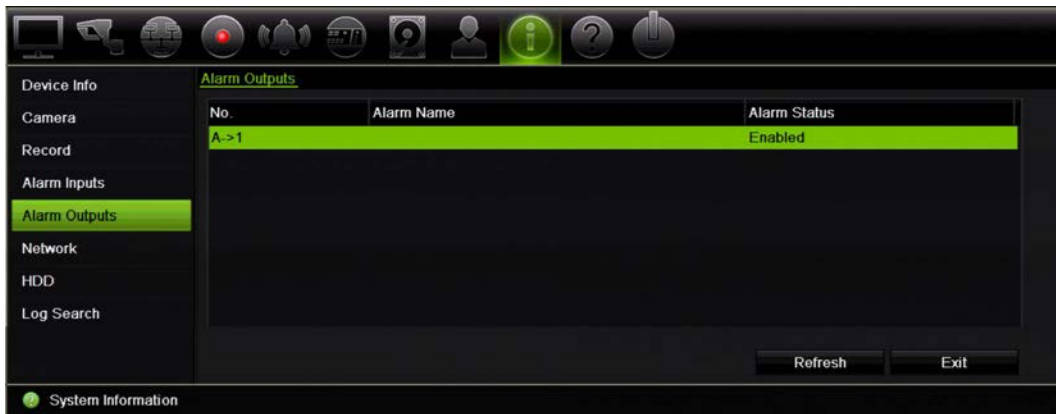 Device Info
Camera
Record
Alarm Inputs
Alarm Outputs
Network
HDD
Log Search
Alarm Outputs
No. Alarm Name Alarm Status
A->1 Enabled
Refresh Exit
System Information